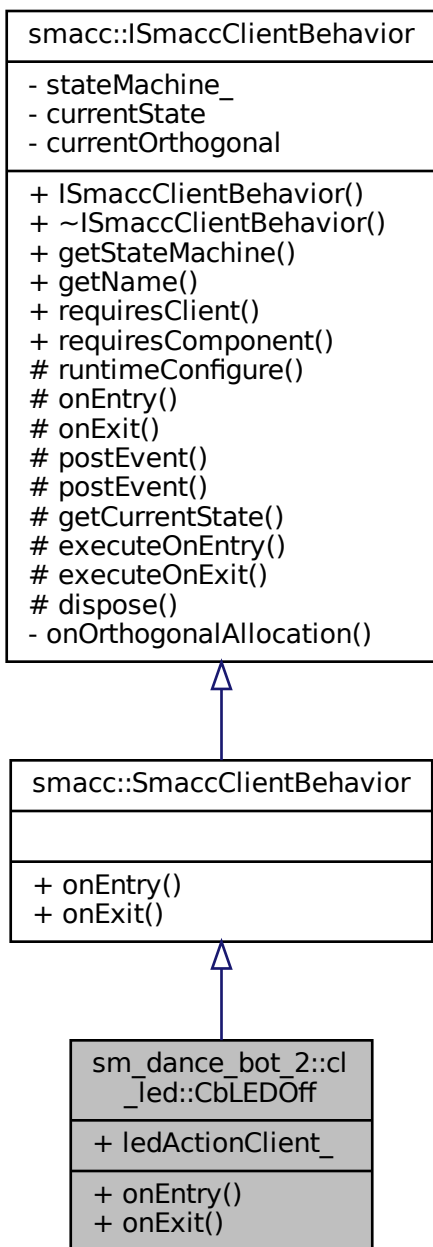 smacc::ISmaccClientBehavior
- stateMachine_
- currentState
- currentOrthogonal
+ ISmaccClientBehavior()
+ ~ISmaccClientBehavior()
+ getStateMachine()
+ getName()
+ requiresClient()
+ requiresComponent()
# runtimeConfigure()
# onEntry()
# onExit()
# postEvent()
# postEvent()
# getCurrentState()
# executeOnEntry()
# executeOnExit()
# dispose()
- onOrthogonalAllocation()
smacc::SmaccClientBehavior
+ onEntry()
+ onExit()
sm_dance_bot_2::cl
_led::CbLEDOff
+ ledActionClient_
+ onEntry()
+ onExit()